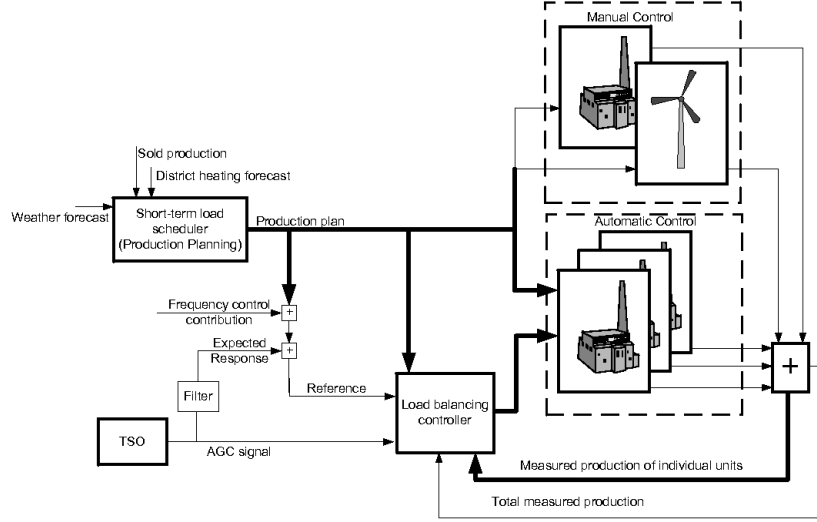 Manual Control
Sold production
District heating forecast
Weather forecast
Short-term load
scheduler
(Production Planning)
Production plan
Automatic Control
Frequency control
contribution
+
Expected
Response
+
Reference
Filter
Load balancing
controller
+
TSO
AGC signal
Measured production of individual units
Total measured production